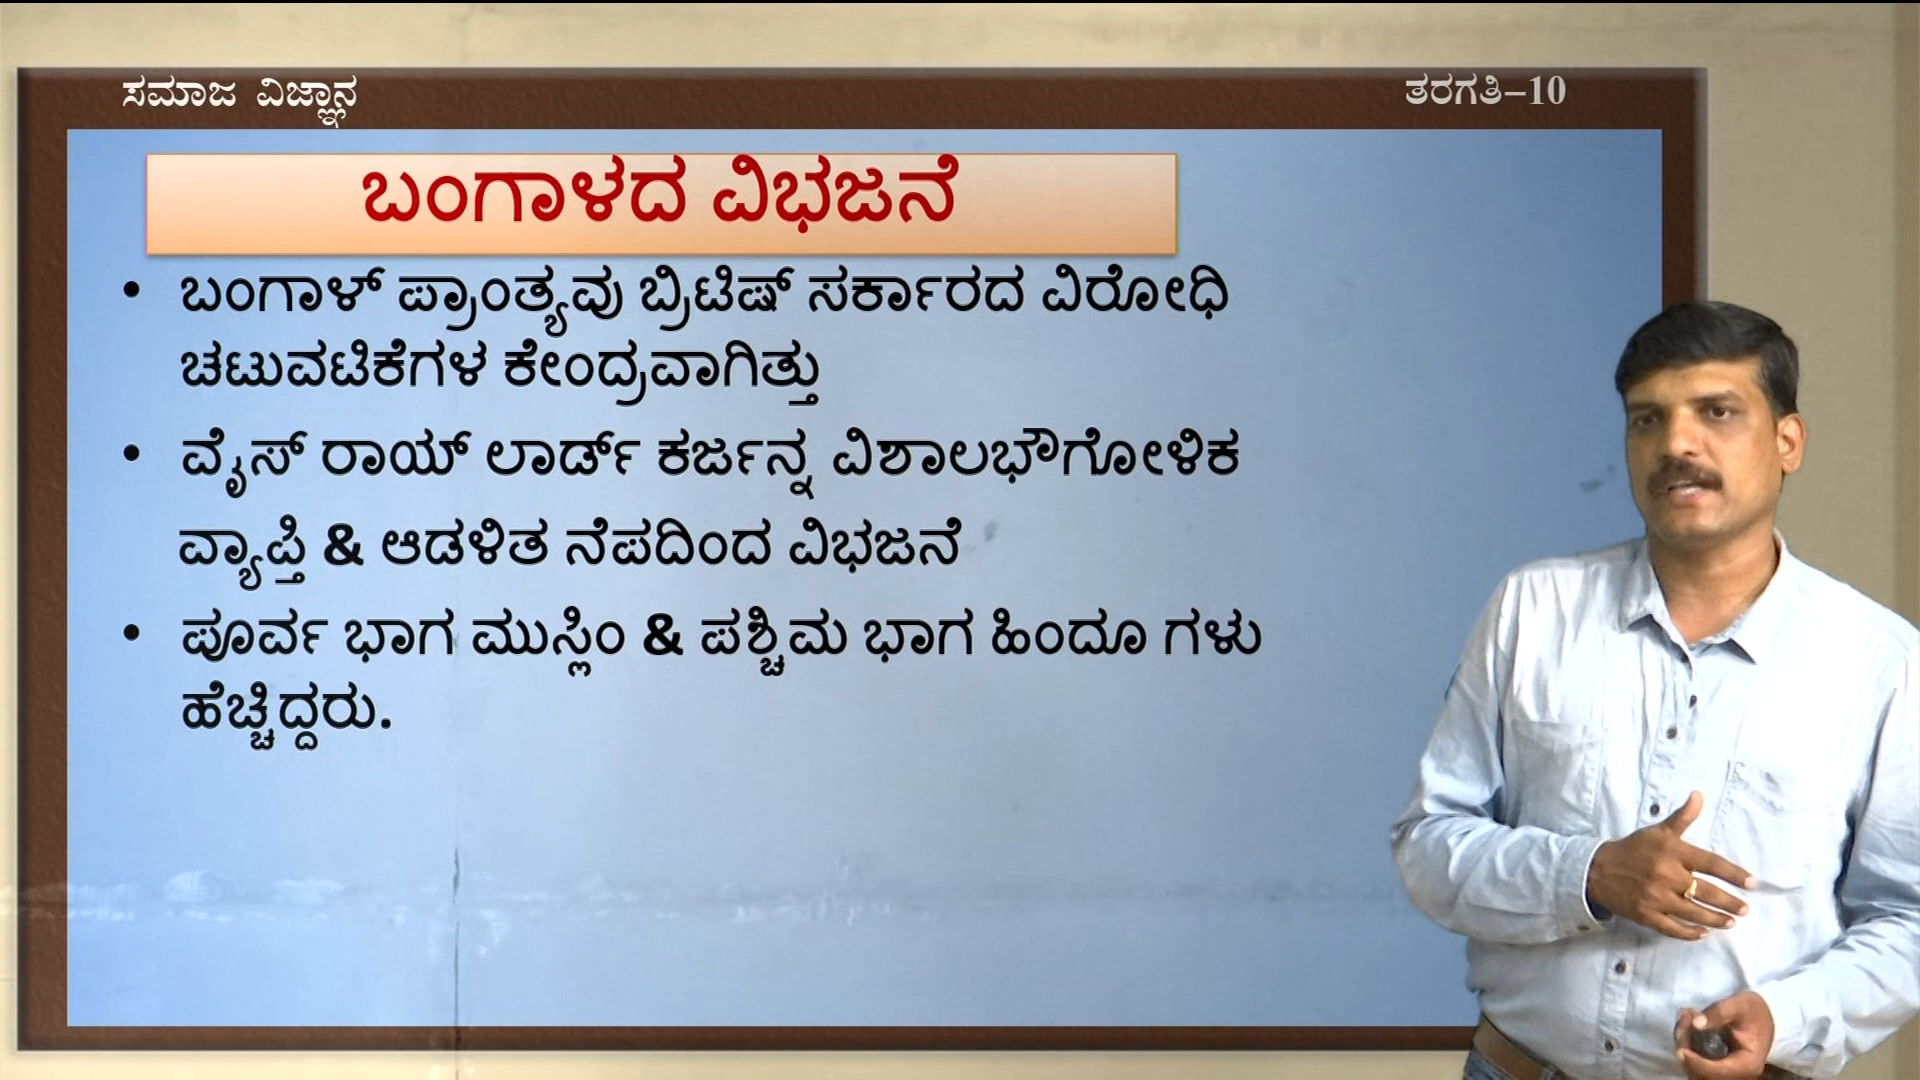 ಸಮಾಜ ವಿಜ್ಞಾನ
ತರಗತಿ-10
ಬಂಗಾಳದ ವಿಭಜನೆ
• ಬಂಗಾಳ್ ಪ್ರಾಂತ್ಯವು ಬ್ರಿಟಿಷ್ ಸರ್ಕಾರದ ವಿರೋಧಿ
ಚಟುವಟಿಕೆಗಳ ಕೇಂದ್ರವಾಗಿತ್ತು
• ವೈಸ್ ರಾಯ್ ಲಾರ್ಡ್ ಕರ್ಜನ್ನ ವಿಶಾಲಭೌಗೋಳಿಕ
ವ್ಯಾಪ್ತಿ & ಆಡಳಿತ ನೆಪದಿಂದ ವಿಭಜನೆ
• ಪೂರ್ವ ಭಾಗ ಮುಸ್ಲಿಂ & ಪಶ್ಚಿಮ ಭಾಗ ಹಿಂದೂ ಗಳು
ಹೆಚ್ಚಿದ್ದರು.